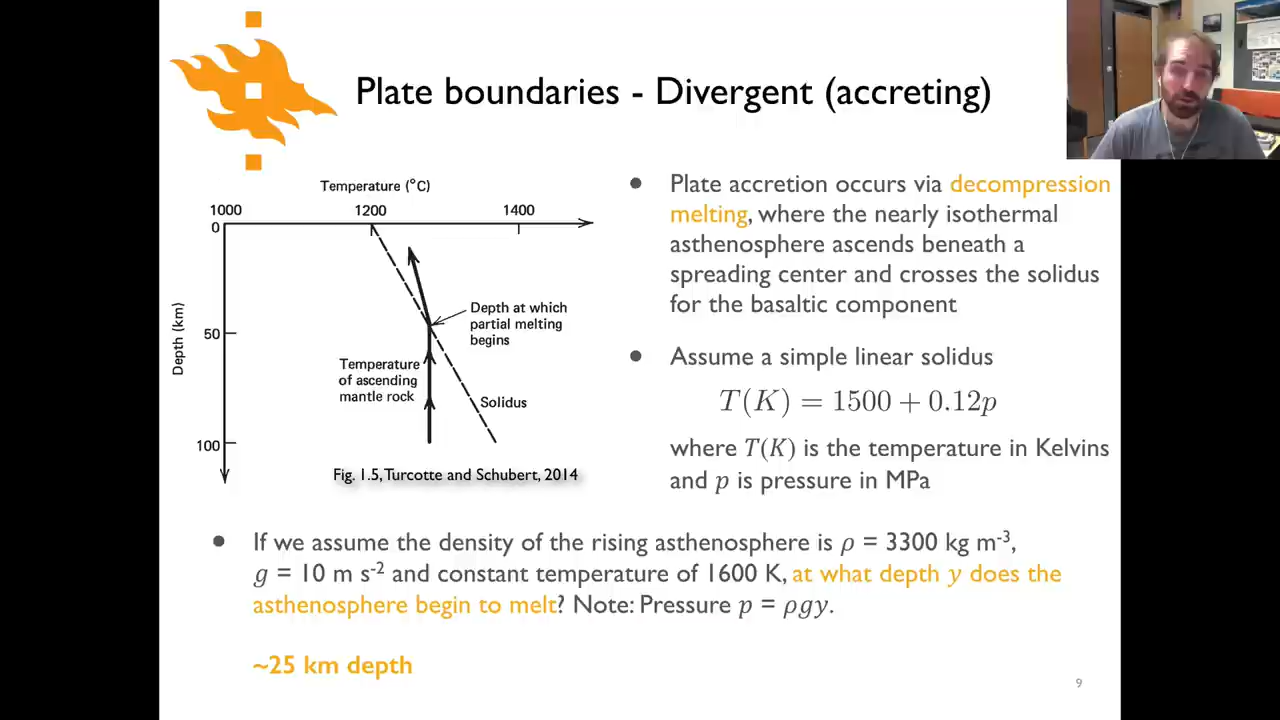 Plate boundaries - Divergent (accreting)
Temperature (°C)
1000 1200 1400
0
50
100
Depth (km)
Depth at which
partial melting
begins
Temperature
of ascending
mantle rock
Solidus
Fig. 1.5, Turcotte and Schubert, 2014
• Plate accretion occurs via decompression
melting, where the nearly isothermal
asthenosphere ascends beneath a
spreading center and crosses the solidus
for the basaltic component
• Assume a simple linear solidus
T(K) = 1500 + 0.12p
where T(K) is the temperature in Kelvins
and p is pressure in MPa
• If we assume the density of the rising asthenosphere is ρ = 3300 kg m⁻³,
g = 10 m s⁻² and constant temperature of 1600 K, at what depth y does the
asthenosphere begin to melt? Note: Pressure p = ρgy.
~25 km depth
9